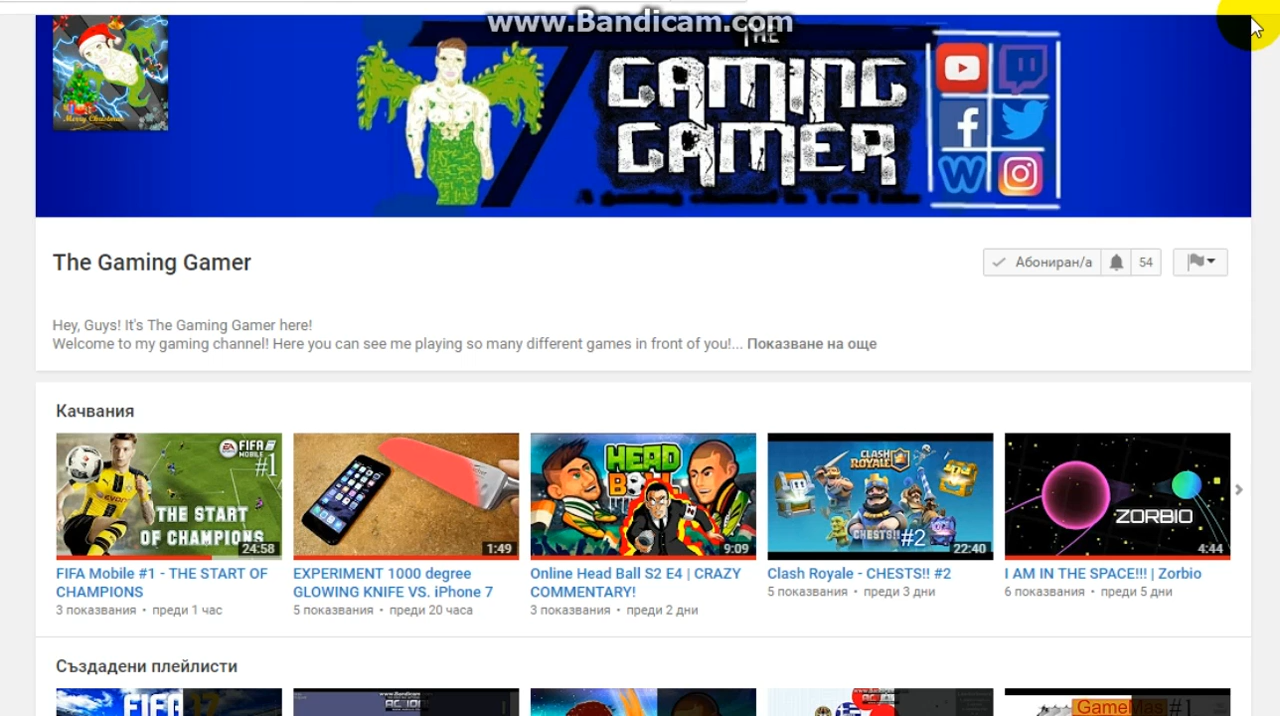 www.Bandicam.com
THE
GAMING
GAMER
Merry Christmas
The Gaming Gamer
Абониран/а
54
Hey, Guys! It's The Gaming Gamer here!
Welcome to my gaming channel! Here you can see me playing so many different games in front of you!... Показване на още
Качвания
EA FIFA MOBILE
#1
THE START
OF CHAMPIONS
24:58
1:49
HEAD
BALL
9:09
CLASH
ROYALE
CHESTS!! #2
22:40
ZORBIO
4:44
FIFA Mobile #1 - THE START OF CHAMPIONS
3 показвания • преди 1 час
EXPERIMENT 1000 degree GLOWING KNIFE VS. iPhone 7
5 показвания • преди 20 часа
Online Head Ball S2 E4 | CRAZY COMMENTARY!
3 показвания • преди 2 дни
Clash Royale - CHESTS!! #2
5 показвания • преди 3 дни
I AM IN THE SPACE!!! | Zorbio
6 показвания • преди 5 дни
Създадени плейлисти
FIFA 17
www.Bandicam
GameMas #1